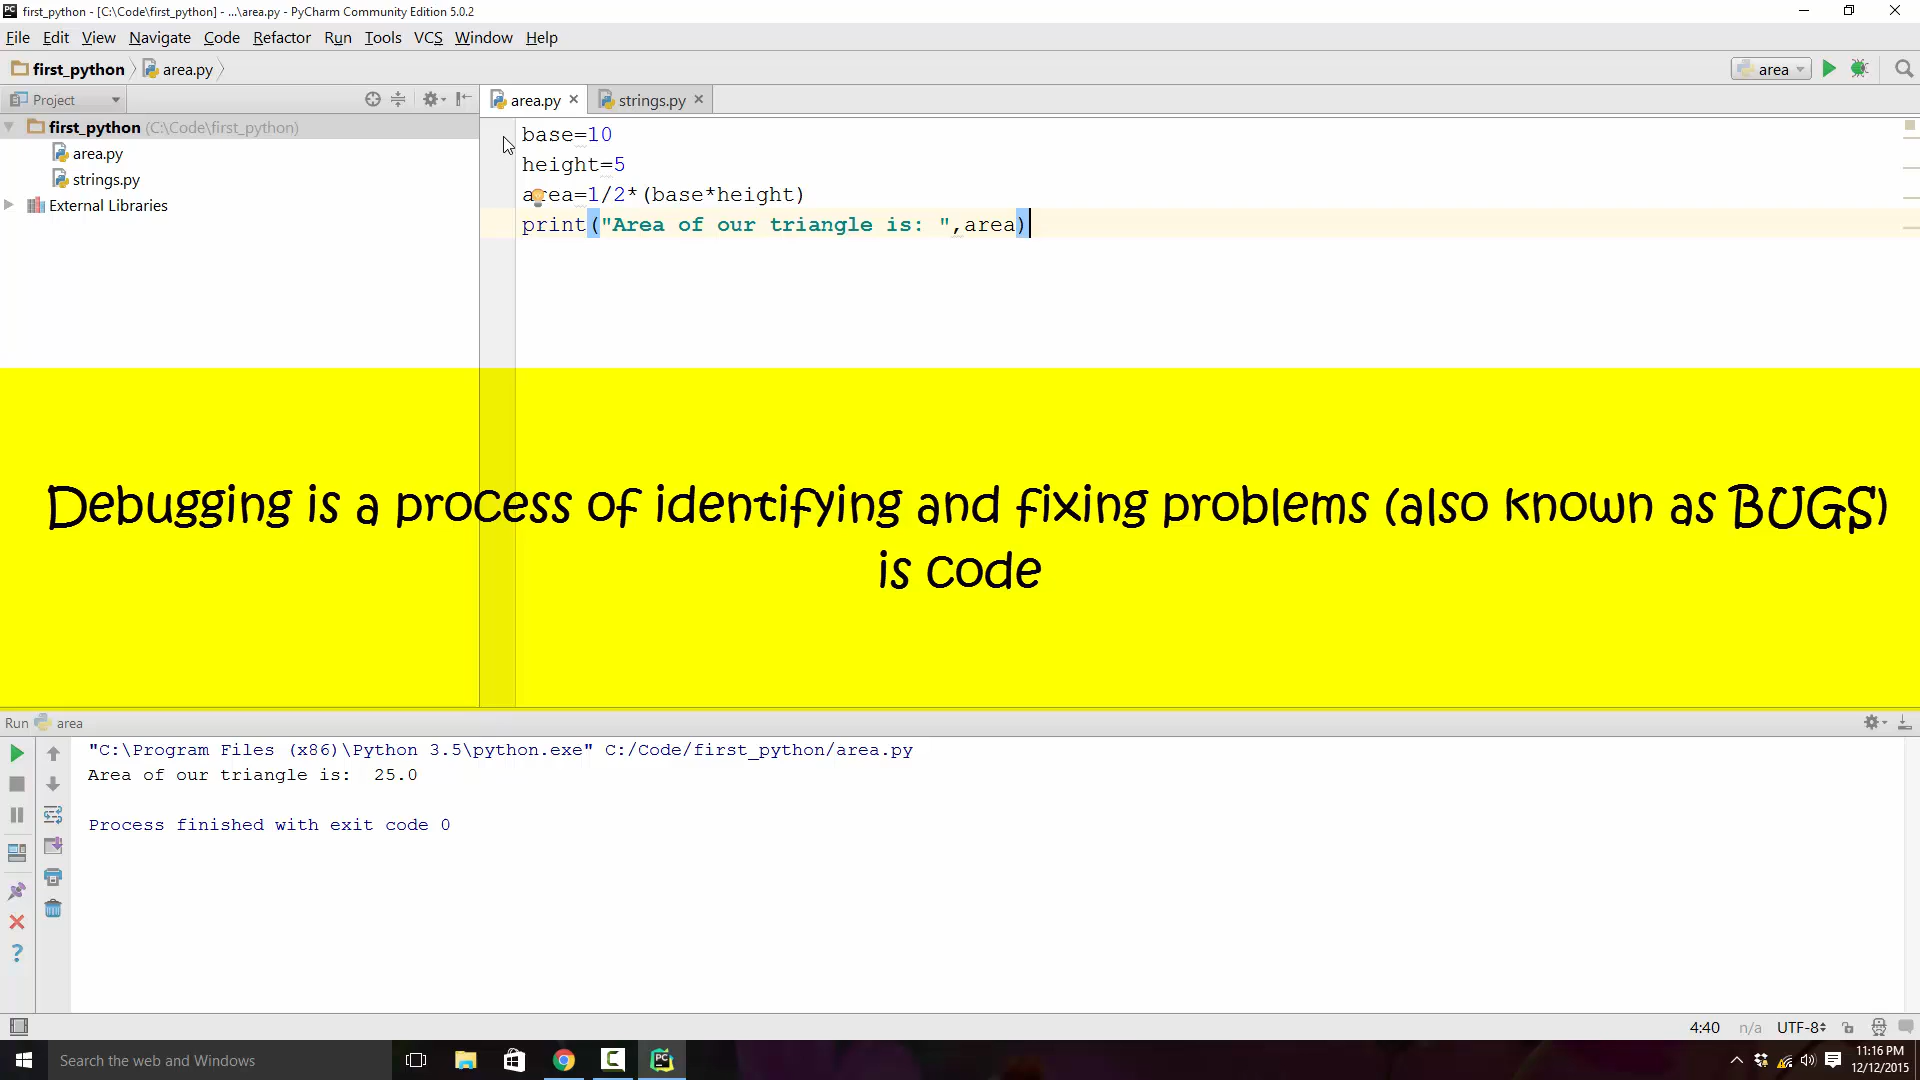 first_python - [C:\Code\first_python] - ...\area.py - PyCharm Community Edition 5.0.2
File Edit View Navigate Code Refactor Run Tools VCS Window Help
first_python area.py area
Project area.py strings.py
first_python (C:\Code\first_python)
area.py
strings.py
External Libraries
base=10
height=5
area=1/2*(base*height)
print("Area of our triangle is: ",area)
Debugging is a process of identifying and fixing problems (also known as BUGS)
is code
Run area
"C:\Program Files (x86)\Python 3.5\python.exe" C:/Code/first_python/area.py
Area of our triangle is:  25.0
Process finished with exit code 0
4:40 n/a UTF-8
Search the web and Windows
11:16 PM
12/12/2015